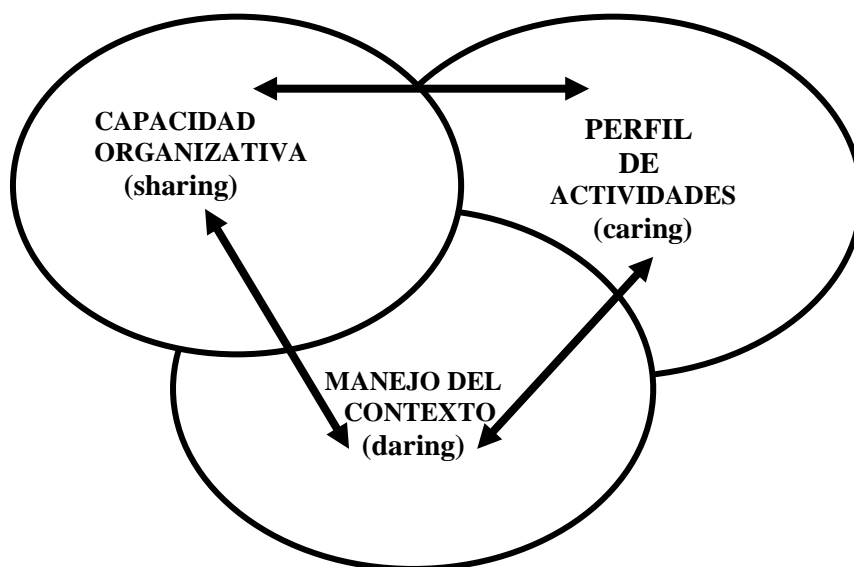 CAPACIDAD
ORGANIZATIVA
(sharing)
PERFIL
DE
ACTIVIDADES
(caring)
MANEJO DEL
CONTEXTO
(daring)